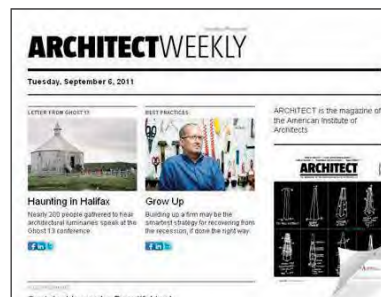 ARCHITECTWEEKLY
Tuesday, September 6, 2011
LETTER FROM GHOST 13
Haunting in Halifax
Nearly 200 people gathered to hear
architectural luminaries speak at the
Ghost 13 conference.
BEST PRACTICES
Grow Up
Building up a firm may be the
smartest strategy for recovering from
the recession, if done the right way.
ARCHITECT is the magazine of
the American Institute of
Architects
ARCHITECT